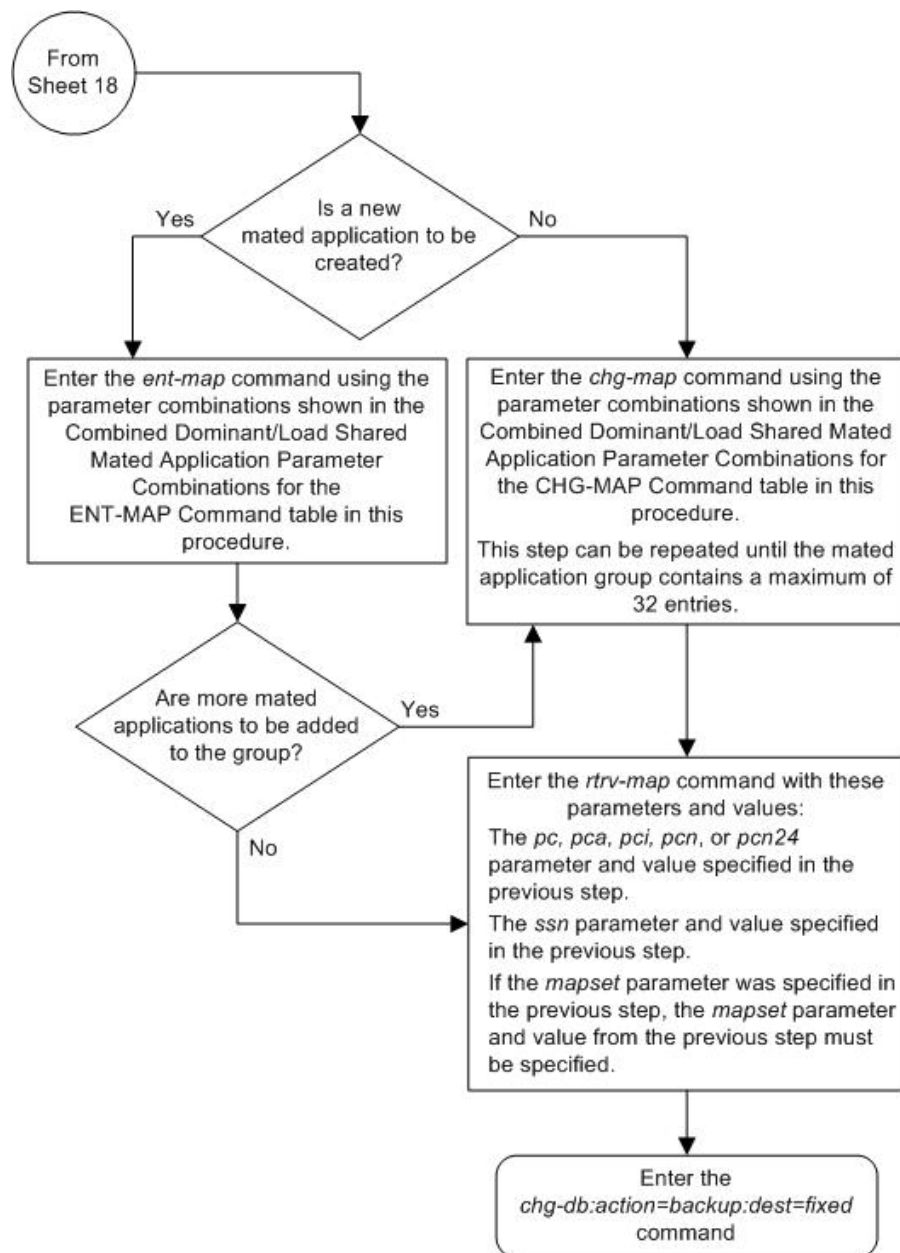 From
Sheet 18
Is a new
mated application to be
created?
Yes
No
Enter the ent-map command using the
parameter combinations shown in the
Combined Dominant/Load Shared
Mated Application Parameter
Combinations for the
ENT-MAP Command table in this
procedure.
Enter the chg-map command using the
parameter combinations shown in the
Combined Dominant/Load Shared Mated
Application Parameter Combinations for
the CHG-MAP Command table in this
procedure.
This step can be repeated until the mated
application group contains a maximum of
32 entries.
Are more mated
applications to be added
to the group?
Yes
No
Enter the rtrv-map command with these
parameters and values:
The pc, pca, pci, pcn, or pcn24
parameter and value specified in the
previous step.
The ssn parameter and value specified
in the previous step.
If the mapset parameter was specified in
the previous step, the mapset parameter
and value from the previous step must
be specified.
Enter the
chg-db:action=backup:dest=fixed
command